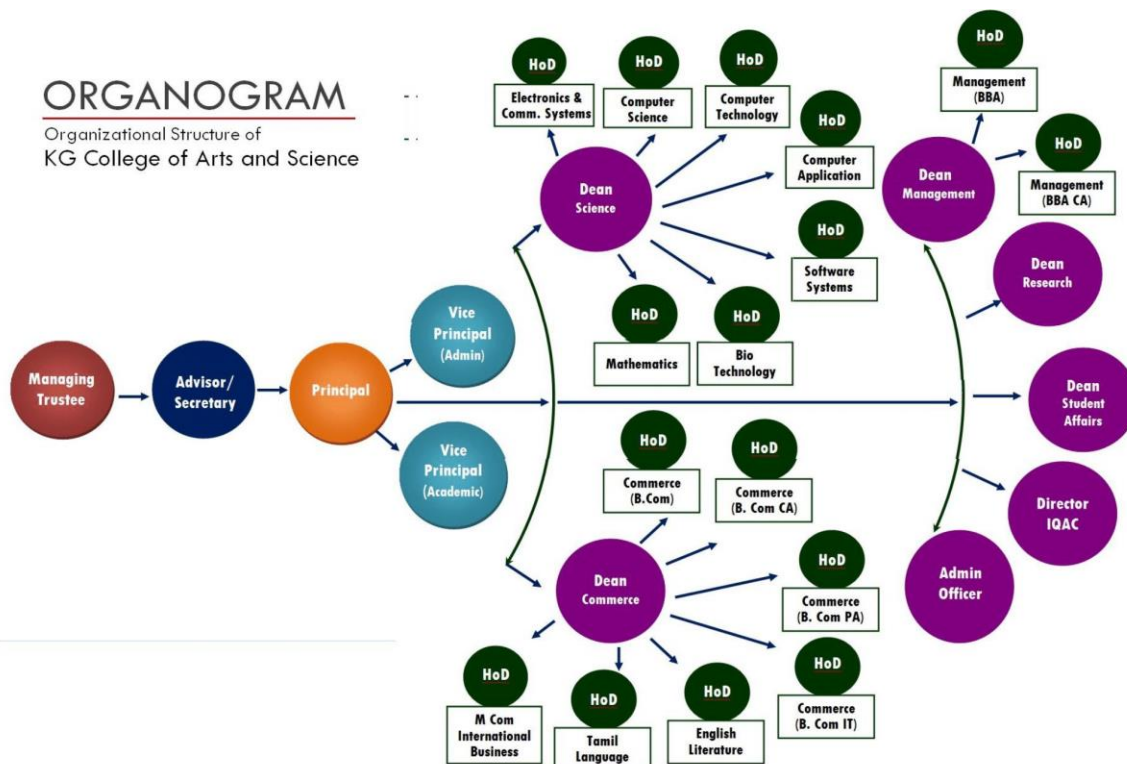 ORGANOGRAM
Organizational Structure of
KG College of Arts and Science
Managing
Trustee
Advisor/
Secretary
Principal
Vice
Principal
(Admin)
Vice
Principal
(Academic)
Dean
Science
HoD
Electronics &
Comm. Systems
HoD
Computer
Science
HoD
Computer
Technology
HoD
Computer
Application
HoD
Software
Systems
HoD
Bio
Technology
HoD
Mathematics
Dean
Commerce
HoD
Commerce
(B.Com)
HoD
Commerce
(B. Com CA)
HoD
Commerce
(B. Com PA)
HoD
Commerce
(B. Com IT)
HoD
English
Literature
HoD
Tamil
Language
HoD
M Com
International
Business
Dean
Management
HoD
Management
(BBA)
HoD
Management
(BBA CA)
Dean
Research
Dean
Student
Affairs
Director
IQAC
Admin
Officer